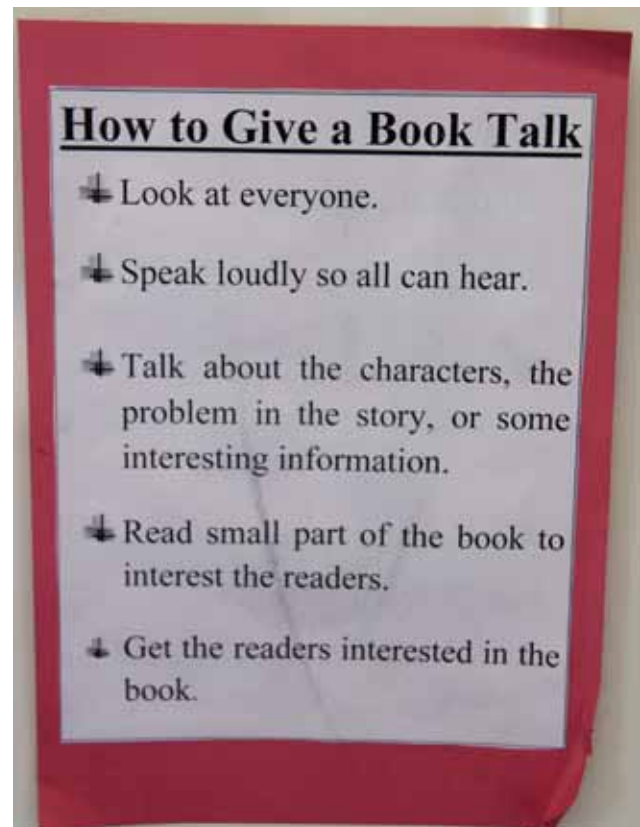 How to Give a Book Talk
Look at everyone.
Speak loudly so all can hear.
Talk about the characters, the
problem in the story, or some
interesting information.
Read small part of the book to
interest the readers.
Get the readers interested in the
book.